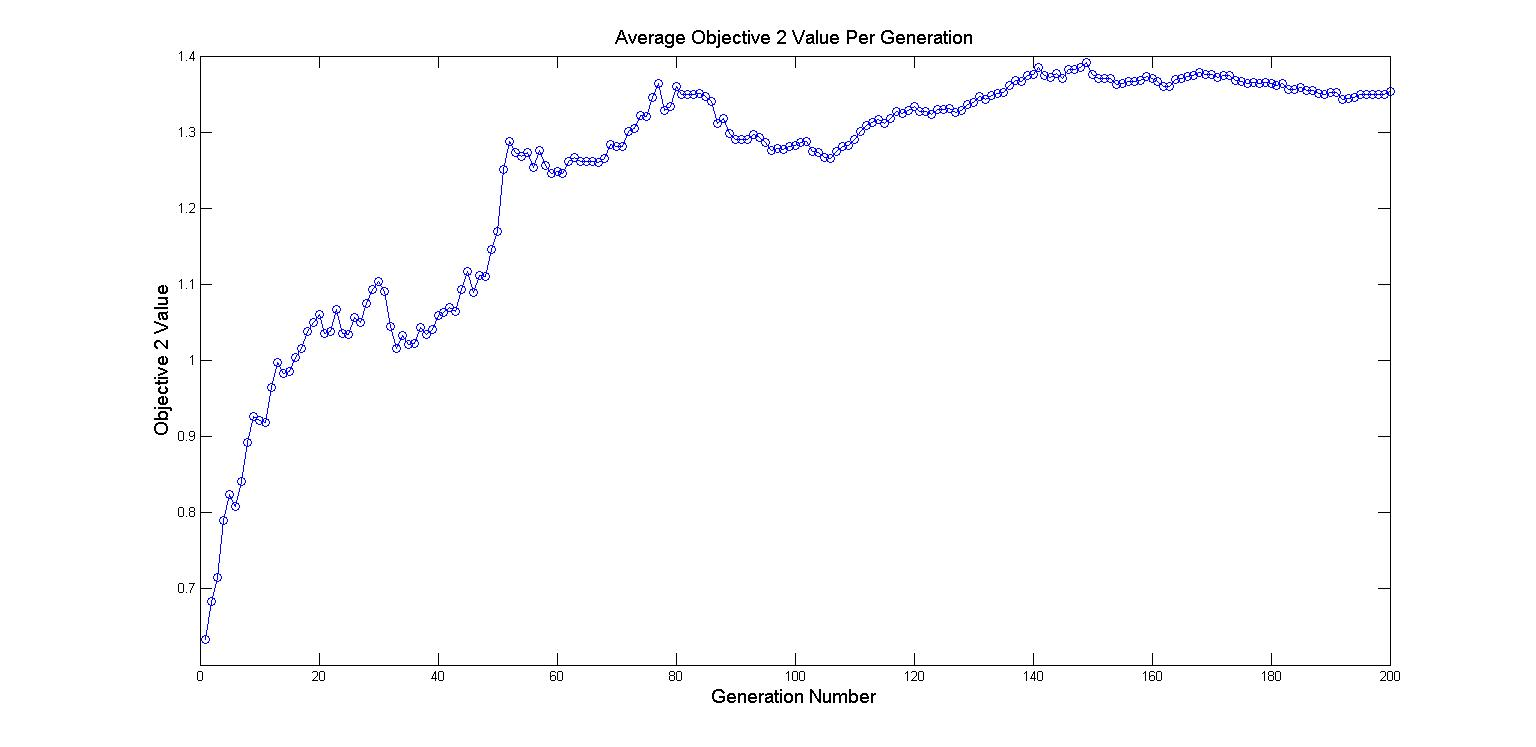 Average Objective 2 Value Per Generation
1.4
1.3
1.2
1.1
1
0.9
0.8
0.7
Objective 2 Value
0 20 40 60 80 100 120 140 160 180 200
Generation Number